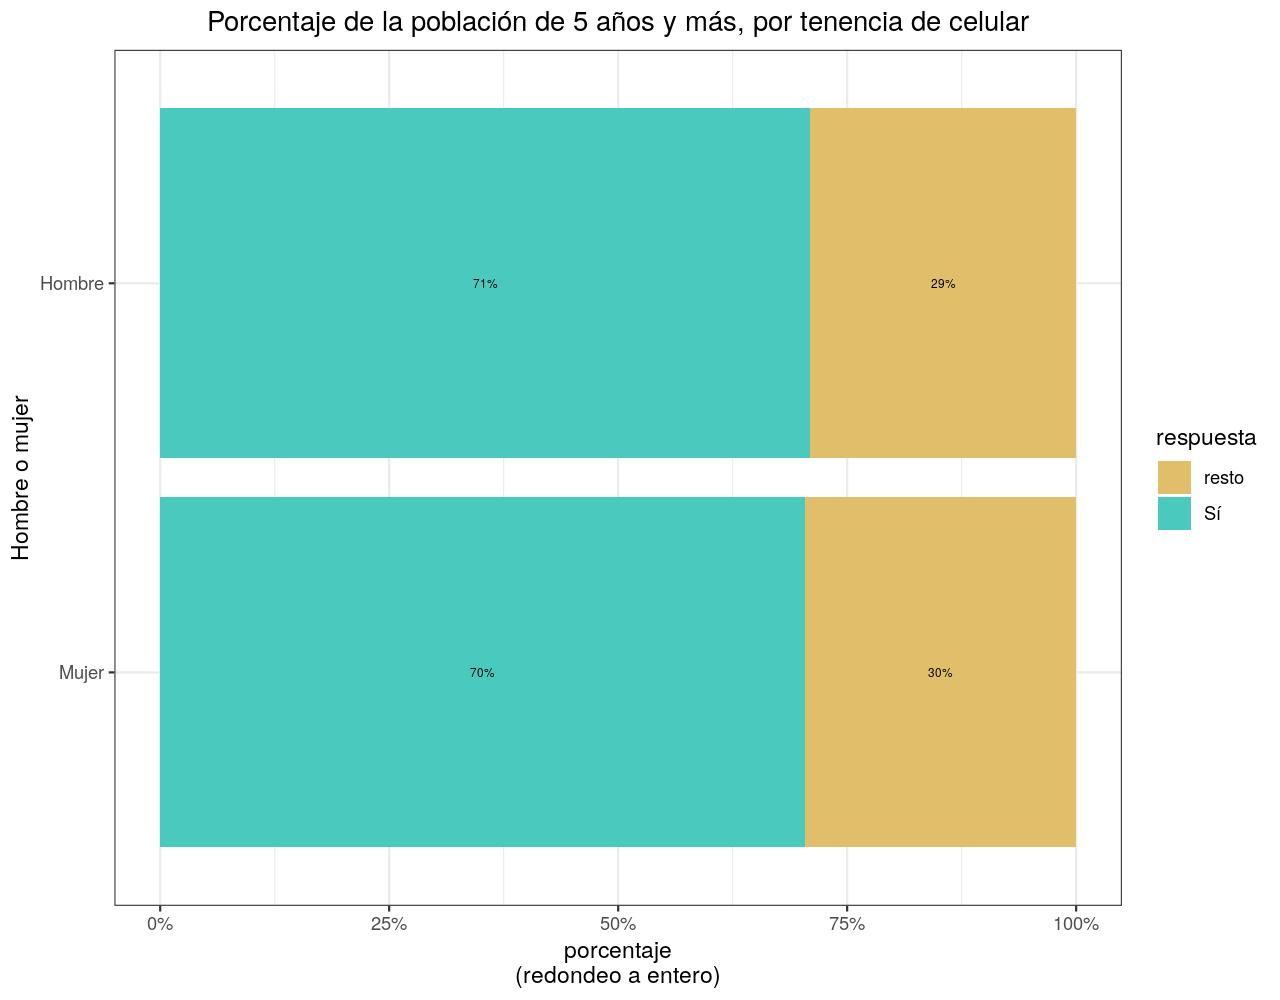 Porcentaje de la población de 5 años y más, por tenencia de celular
Hombre o mujer
Hombre
71%
29%
Mujer
70%
30%
0%
25%
50%
75%
100%
porcentaje
(redondeo a entero)
respuesta
resto
Sí